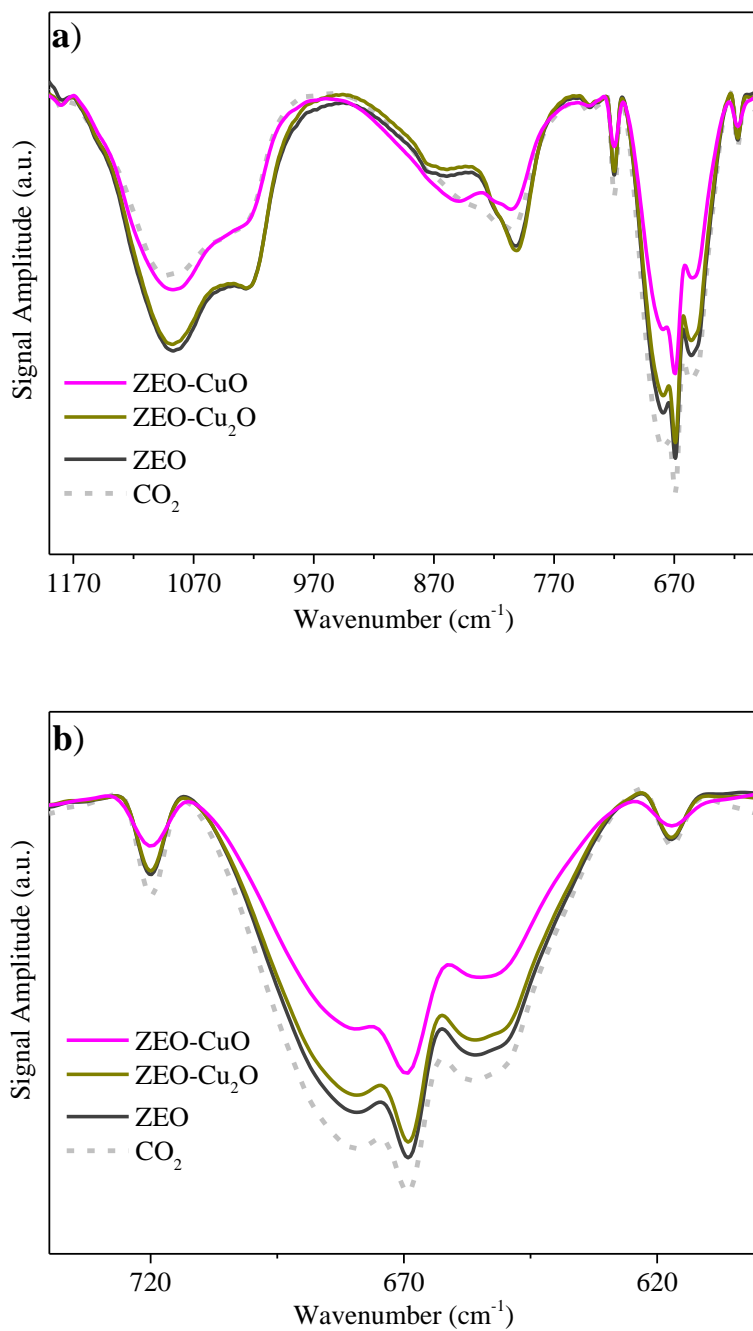 a)
Signal Amplitude (a.u.)
ZEO-CuO
ZEO-Cu₂O
ZEO
CO₂
1170 1070 970 870 770 670
Wavenumber (cm⁻¹)
b)
Signal Amplitude (a.u.)
ZEO-CuO
ZEO-Cu₂O
ZEO
CO₂
720 670 620
Wavenumber (cm⁻¹)